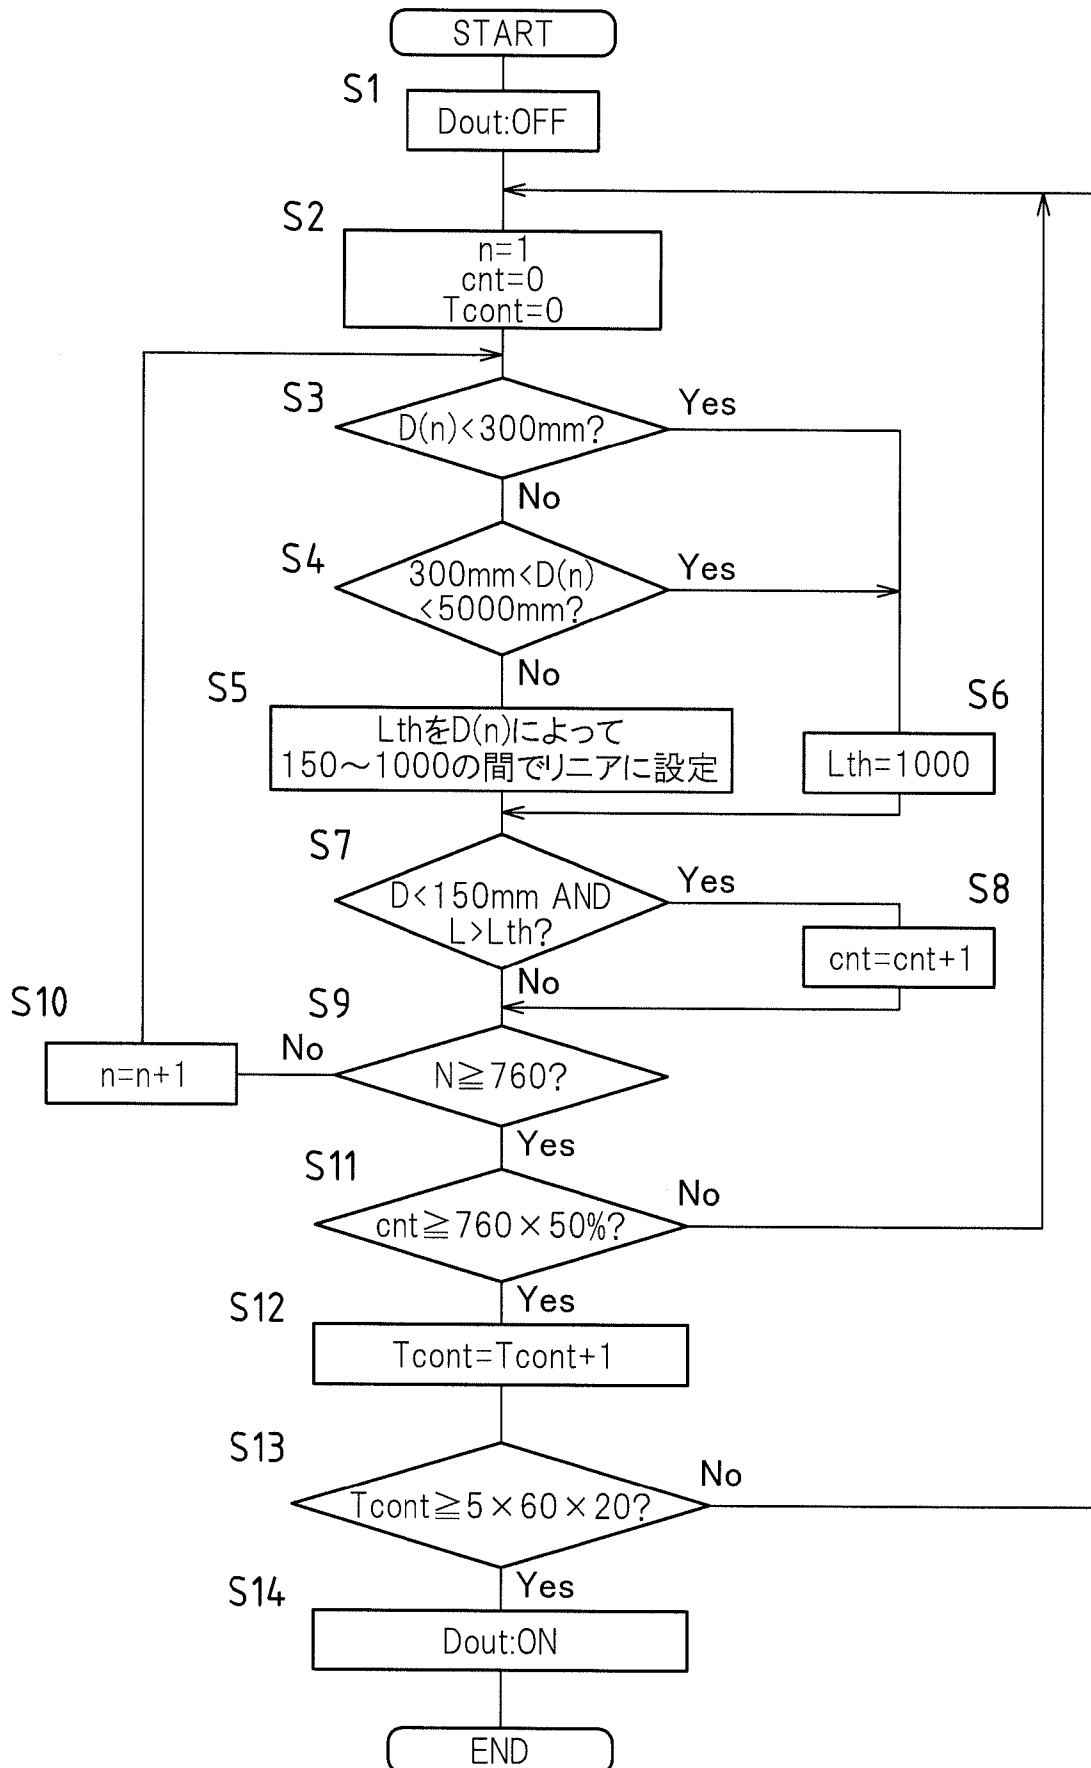 START
S1
Dout:OFF
S2
n=1
cnt=0
Tcont=0
S3
D(n)<300mm?
Yes
No
S4
300mm<D(n)
<5000mm?
Yes
No
S5
LthをD(n)によって
150～1000の間でリニアに設定
S6
Lth=1000
S7
D<150mm AND
L>Lth?
Yes
No
S8
cnt=cnt+1
S9
N≧760?
No
Yes
S10
n=n+1
S11
cnt≧760×50%?
No
Yes
S12
Tcont=Tcont+1
S13
Tcont≧5×60×20?
No
Yes
S14
Dout:ON
END